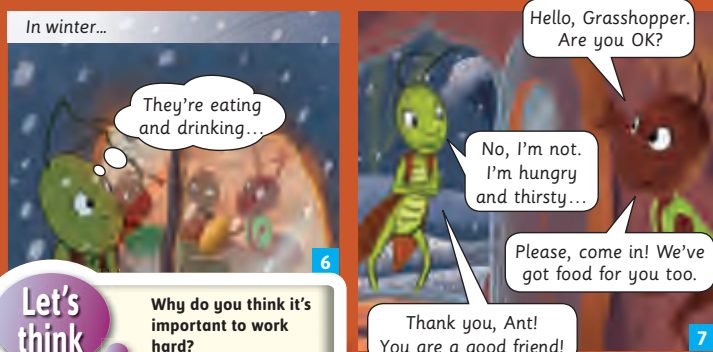 In winter...
They're eating
and drinking...
6
Let's
think
Why do you think it's
important to work
hard?
Hello, Grasshopper.
Are you OK?
No, I'm not.
I'm hungry
and thirsty...
Please, come in! We've
got food for you too.
Thank you, Ant!
You are a good friend!
7